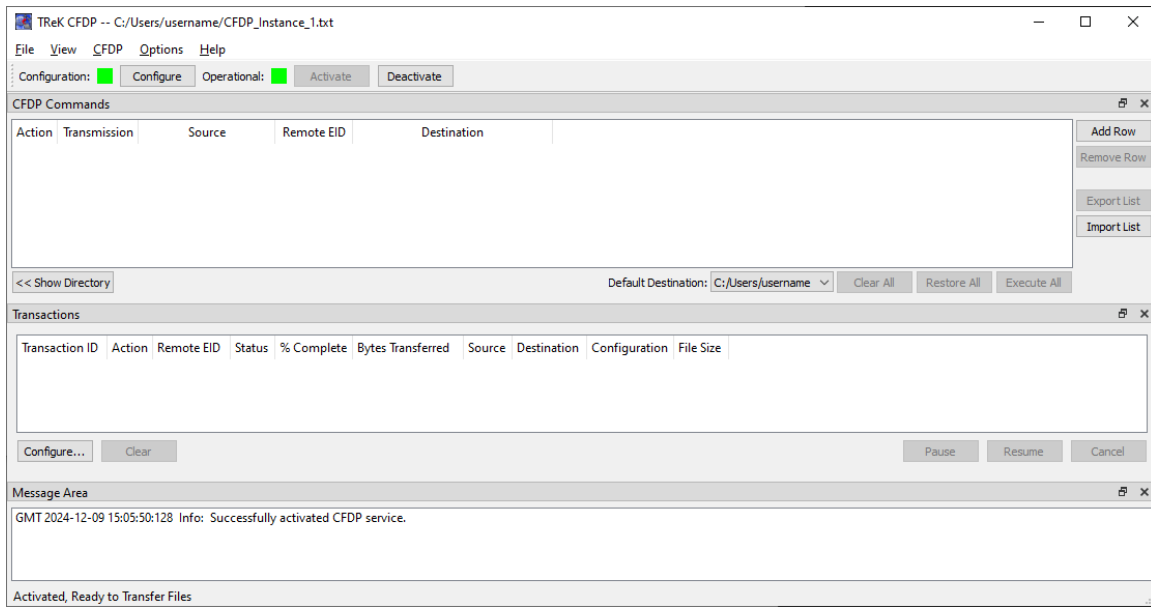 TReK CFDP -- C:/Users/username/CFDP_Instance_1.txt
File View CFDP Options Help
Configuration: Configure Operational: Activate Deactivate
CFDP Commands
Action Transmission Source Remote EID Destination
Add Row
Remove Row
Export List
Import List
<< Show Directory Default Destination: C:/Users/username Clear All Restore All Execute All
Transactions
Transaction ID Action Remote EID Status % Complete Bytes Transferred Source Destination Configuration File Size
Configure... Clear Pause Resume Cancel
Message Area
GMT 2024-12-09 15:05:50:128 Info: Successfully activated CFDP service.
Activated, Ready to Transfer Files